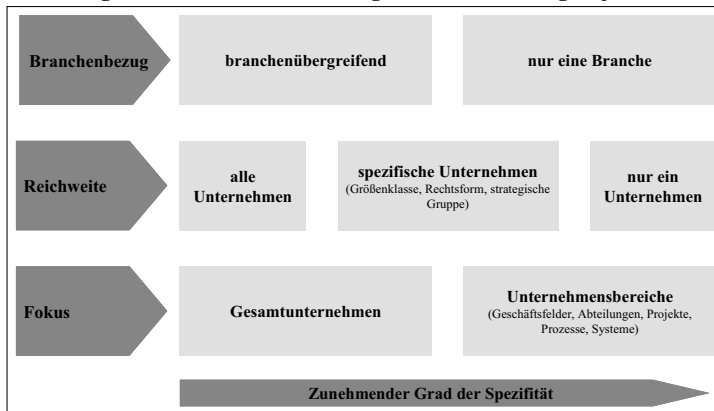 Branchenbezug
branchenübergreifend
nur eine Branche
Reichweite
alle
Unternehmen
spezifische Unternehmen
(Größenklasse, Rechtsform, strategische
Gruppe)
nur ein
Unternehmen
Fokus
Gesamtunternehmen
Unternehmensbereiche
(Geschäftsfelder, Abteilungen, Projekte,
Prozesse, Systeme)
Zunehmender Grad der Spezifität